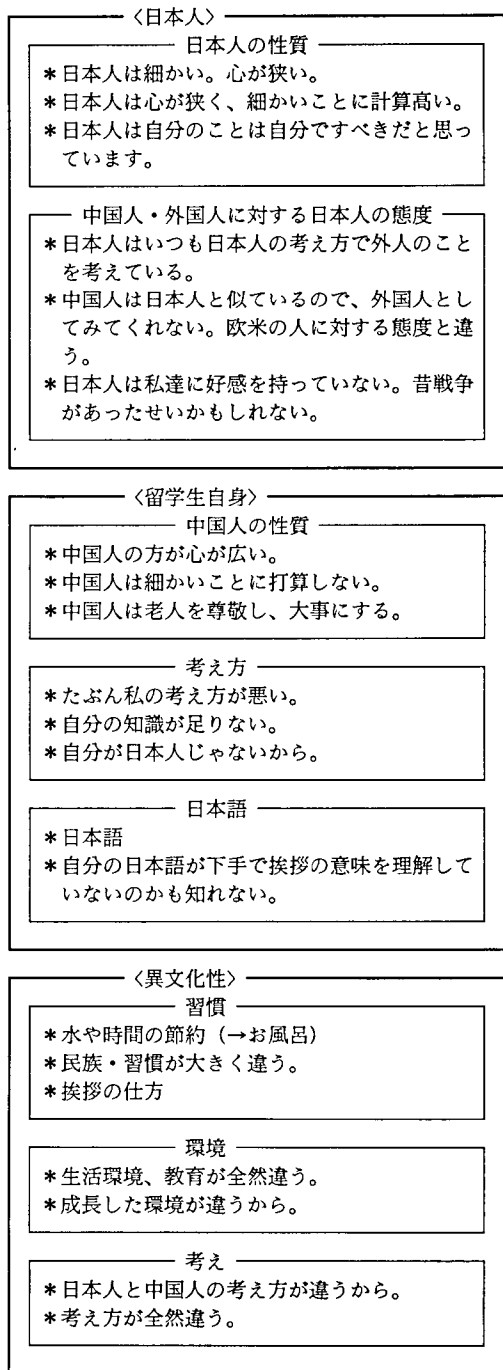 〈日本人〉
日本人の性質
＊日本人は細かい。心が狭い。
＊日本人は心が狭く、細かいことに計算高い。
＊日本人は自分のことは自分ですべきだと思っ
ています。
中国人・外国人に対する日本人の態度
＊日本人はいつも日本人の考え方で外人のこと
を考えている。
＊中国人は日本人と似ているので、外国人とし
てみてくれない。欧米の人に対する態度と違
う。
＊日本人は私達に好感を持っていない。昔戦争
があったせいかもしれない。
〈留学生自身〉
中国人の性質
＊中国人の方が心が広い。
＊中国人は細かいことに打算しない。
＊中国人は老人を尊敬し、大事にする。
考え方
＊たぶん私の考え方が悪い。
＊自分の知識が足りない。
＊自分が日本人じゃないから。
日本語
＊日本語
＊自分の日本語が下手で挨拶の意味を理解して
いないのかも知れない。
〈異文化性〉
習慣
＊水や時間の節約（→お風呂）
＊民族・習慣が大きく違う。
＊挨拶の仕方
環境
＊生活環境、教育が全然違う。
＊成長した環境が違うから。
考え
＊日本人と中国人の考え方が違うから。
＊考え方が全然違う。